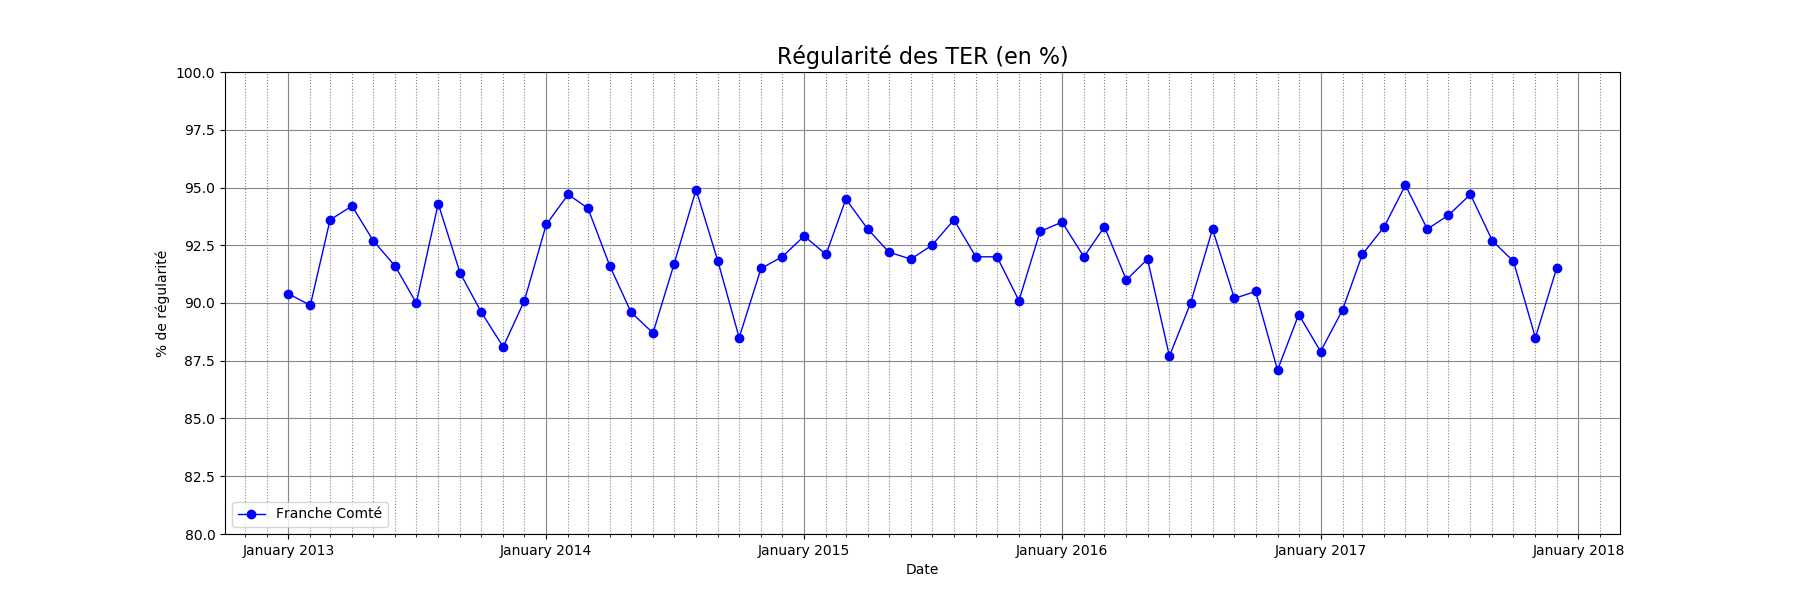 Régularité des TER (en %)
% de régularité
100.0
97.5
95.0
92.5
90.0
87.5
85.0
82.5
80.0
Franche Comté
January 2013 January 2014 January 2015 January 2016 January 2017 January 2018
Date